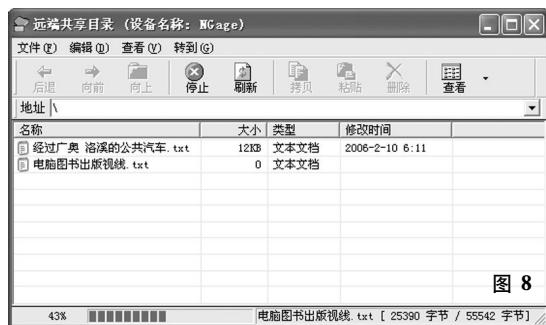 远端共享目录 (设备名称: NGage)
文件(F) 编辑(D) 查看(V) 转到(G)
后退 向前 向上 停止 刷新 拷贝 粘贴 删除 查看
地址 \
名称 大小 类型 修改时间
经过广奥 洛溪的公共汽车.txt 12KB 文本文档 2006-2-10 6:11
电脑图书出版视线.txt 0 文本文档
图 8
43% 电脑图书出版视线.txt [ 25390 字节 / 55542 字节]